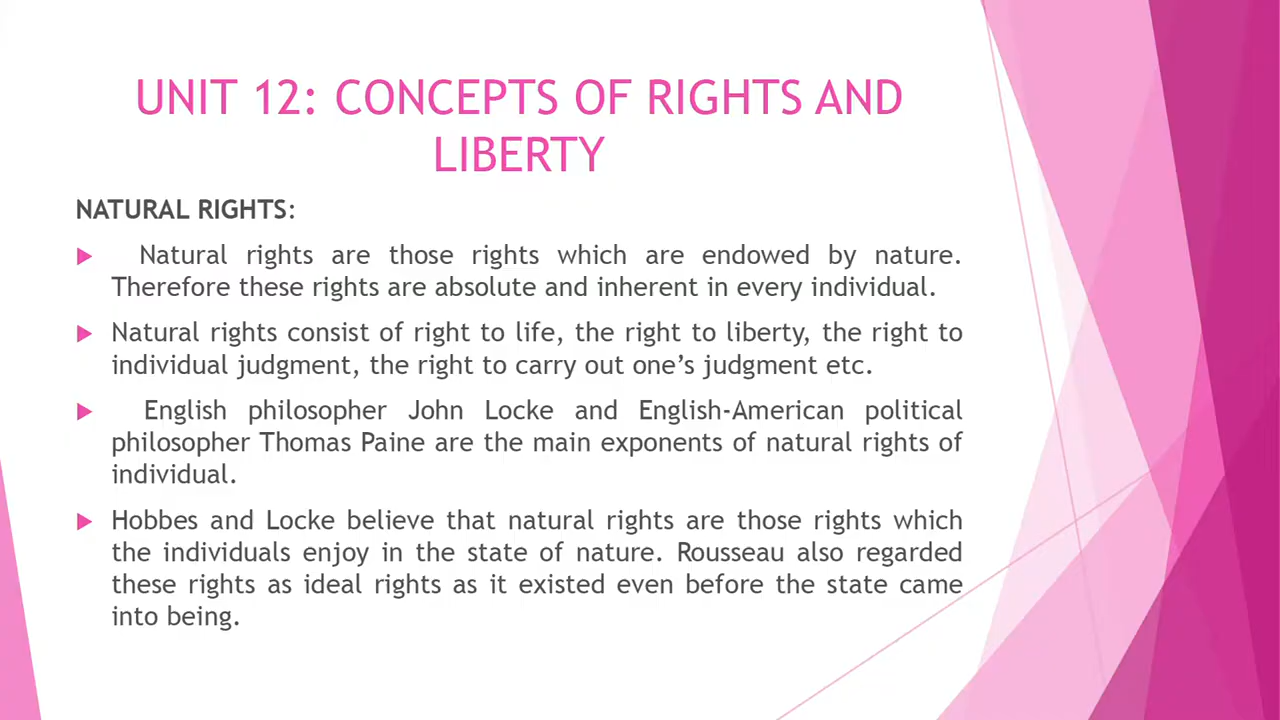 UNIT 12: CONCEPTS OF RIGHTS AND
LIBERTY
NATURAL RIGHTS:
Natural rights are those rights which are endowed by nature.
Therefore these rights are absolute and inherent in every individual.
Natural rights consist of right to life, the right to liberty, the right to
individual judgment, the right to carry out one’s judgment etc.
English philosopher John Locke and English-American political
philosopher Thomas Paine are the main exponents of natural rights of
individual.
Hobbes and Locke believe that natural rights are those rights which
the individuals enjoy in the state of nature. Rousseau also regarded
these rights as ideal rights as it existed even before the state came
into being.